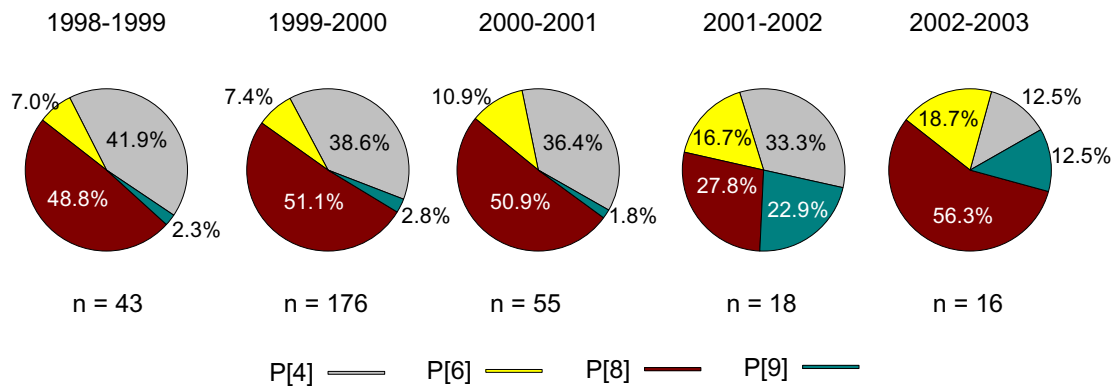 1998-1999 1999-2000 2000-2001 2001-2002 2002-2003
7.0% 41.9% 48.8% 2.3%
7.4% 38.6% 51.1% 2.8%
10.9% 36.4% 50.9% 1.8%
16.7% 33.3% 27.8% 22.9%
18.7% 12.5% 12.5% 56.3%
n = 43 n = 176 n = 55 n = 18 n = 16
P[4] P[6] P[8] P[9]